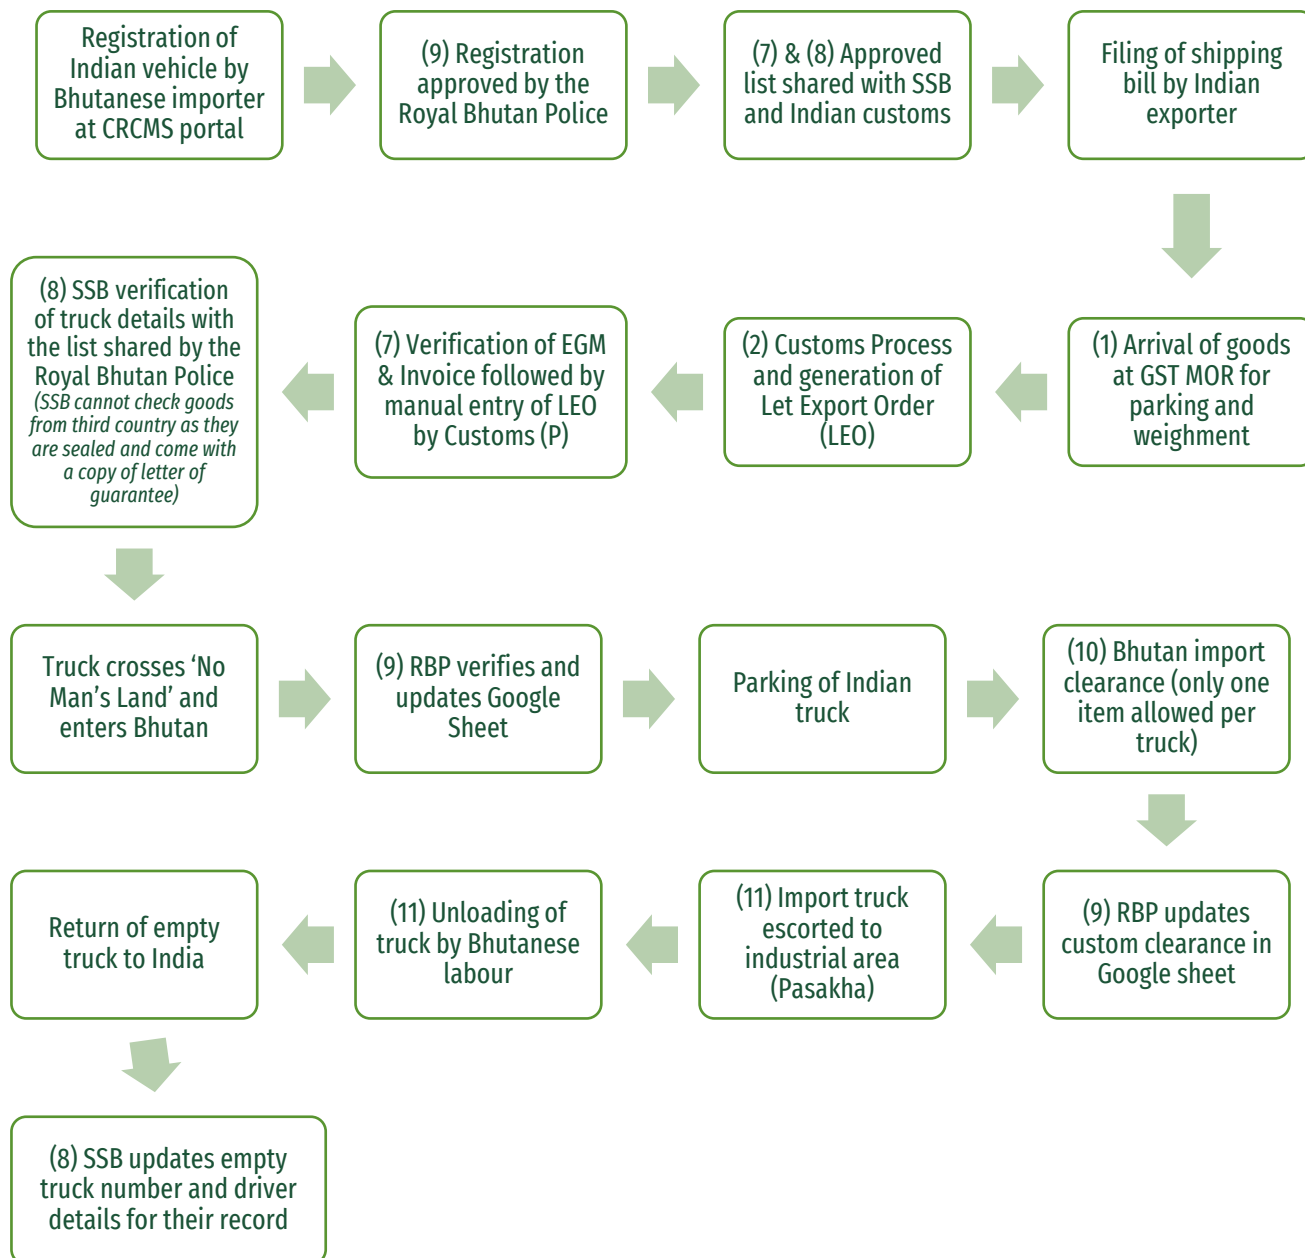 Registration of
Indian vehicle by
Bhutanese importer
at CRCMS portal
(9) Registration
approved by the
Royal Bhutan Police
(7) & (8) Approved
list shared with SSB
and Indian customs
Filing of shipping
bill by Indian
exporter
(1) Arrival of goods
at GST MOR for
parking and
weighment
(2) Customs Process
and generation of
Let Export Order
(LEO)
(7) Verification of EGM
& Invoice followed by
manual entry of LEO
by Customs (P)
(8) SSB verification
of truck details with
the list shared by the
Royal Bhutan Police
(SSB cannot check goods
from third country as they
are sealed and come with
a copy of letter of
guarantee)
Truck crosses ‘No
Man’s Land’ and
enters Bhutan
(9) RBP verifies and
updates Google
Sheet
Parking of Indian
truck
(10) Bhutan import
clearance (only one
item allowed per
truck)
(9) RBP updates
custom clearance in
Google sheet
(11) Import truck
escorted to
industrial area
(Pasakha)
(11) Unloading of
truck by Bhutanese
labour
Return of empty
truck to India
(8) SSB updates empty
truck number and driver
details for their record